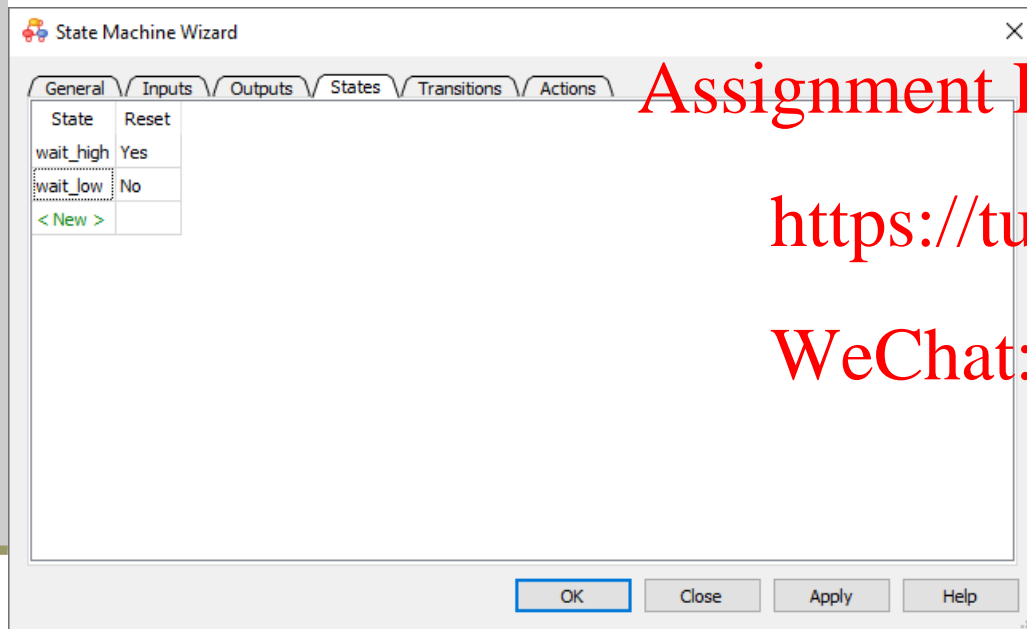 State Machine Wizard
General Inputs Outputs States Transitions Actions
Assignment
https://tu
WeChat:
State Reset
wait_high Yes
wait_low No
< New >
OK Close Apply Help